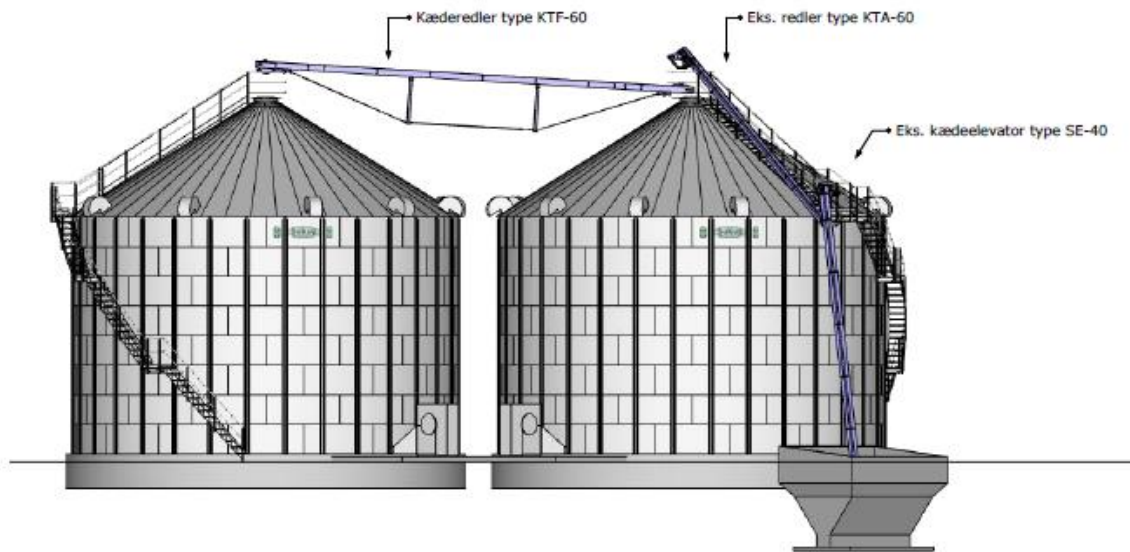 Kæderedler type KTF-60
Eks. redler type KTA-60
Eks. kædeelevator type SE-40